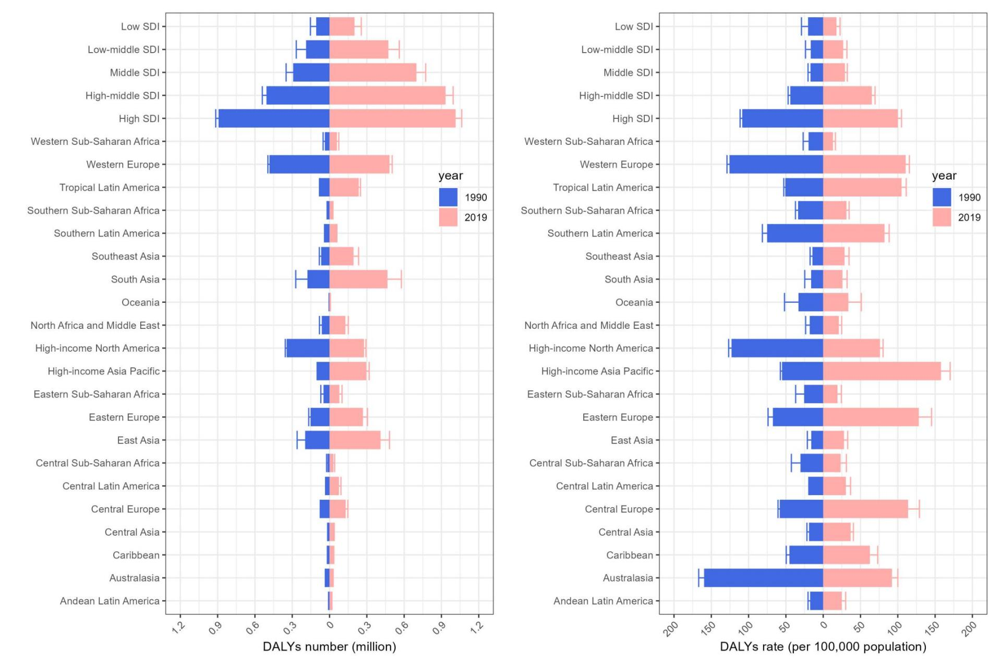 Low SDI
Low-middle SDI
Middle SDI
High-middle SDI
High SDI
Western Sub-Saharan Africa
Western Europe
Tropical Latin America
Southern Sub-Saharan Africa
Southern Latin America
Southeast Asia
South Asia
Oceania
North Africa and Middle East
High-income North America
High-income Asia Pacific
Eastern Sub-Saharan Africa
Eastern Europe
East Asia
Central Sub-Saharan Africa
Central Latin America
Central Europe
Central Asia
Caribbean
Australasia
Andean Latin America
year
1990
2019
1.2 0.9 0.6 0.3 0 0.3 0.6 0.9 1.2
DALYs number (million)
Low SDI
Low-middle SDI
Middle SDI
High-middle SDI
High SDI
Western Sub-Saharan Africa
Western Europe
Tropical Latin America
Southern Sub-Saharan Africa
Southern Latin America
Southeast Asia
South Asia
Oceania
North Africa and Middle East
High-income North America
High-income Asia Pacific
Eastern Sub-Saharan Africa
Eastern Europe
East Asia
Central Sub-Saharan Africa
Central Latin America
Central Europe
Central Asia
Caribbean
Australasia
Andean Latin America
year
1990
2019
200 150 100 50 0 50 100 150 200
DALYs rate (per 100,000 population)